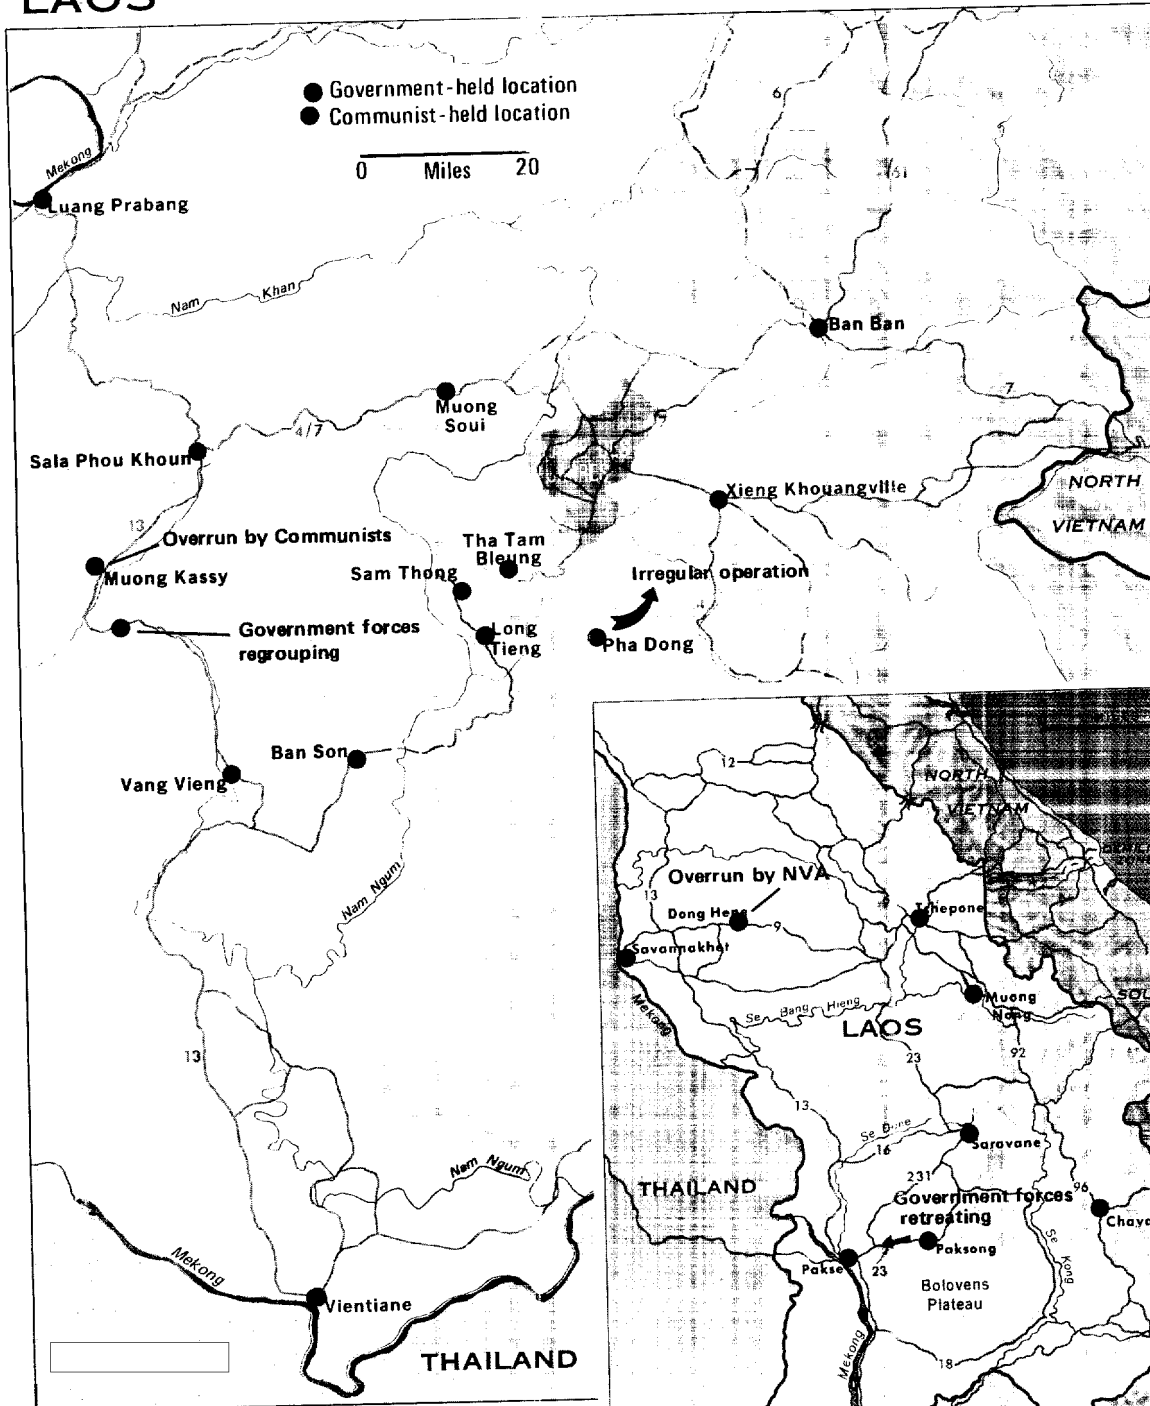 LAOS
Government-held location
Communist-held location
0 Miles 20
Mekong
Luang Prabang
Nam Khan
6
61
Ban Ban
7
Muong
Soui
4/7
Sala Phou Khoun
Xieng Khouangville
NORTH
VIETNAM
13
Overrun by Communists
Muong Kassy
Tha Tam
Bleung
Sam Thong
Irregular operation
Government forces
regrouping
Long
Tieng
Pha Dong
Ban Son
Vang Vieng
Nam Ngum
13
Nam Ngum
Mekong
Vientiane
THAILAND
12
NORTH
VIETNAM
Overrun by NVA
13
Dong Hene
9
Tchepone
Savannakhet
Mekong
Muong
Nong
SOU
Se Bang Hieng
LAOS
23
92
13
Se Done
16
Saravane
231
THAILAND
Government forces
retreating
96
Chava
Pakse
23
Paksong
Se Kong
Bolovens
Plateau
Mekong
18